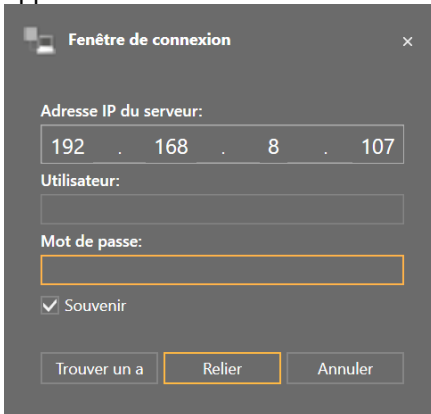 Fenêtre de connexion ×
Adresse IP du serveur:
192 . 168 . 8 . 107
Utilisateur:
Mot de passe:
Souvenir
Trouver un a Relier Annuler